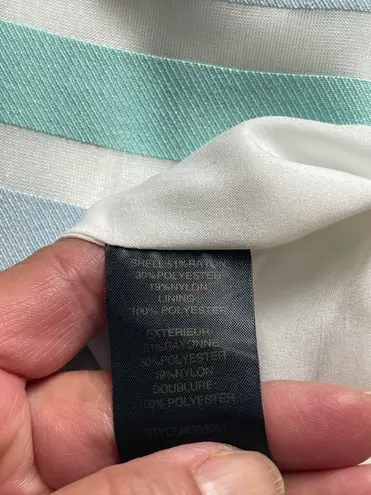 SHELL 51% RAYON
30% POLYESTER
19% NYLON
LINING
100% POLYESTER
EXTERIEUR
51% RAYONNE
30% POLYESTER
19% NYLON
DOUBLURE:
100% POLYESTER